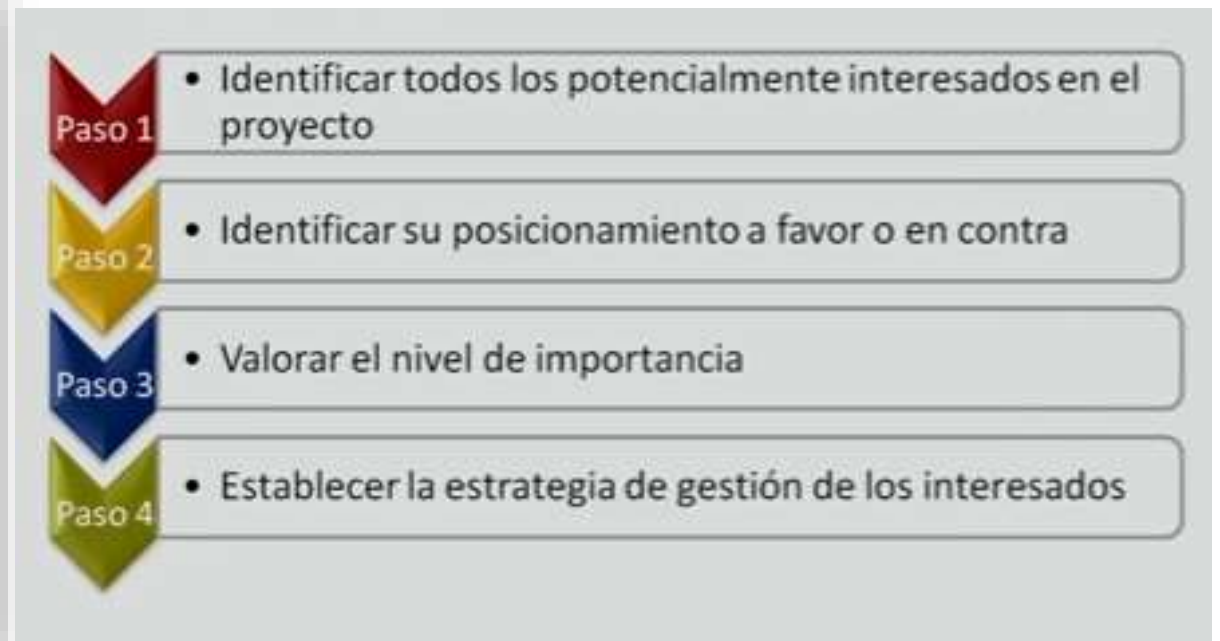 Paso 1
• Identificar todos los potencialmente interesados en el
proyecto
Paso 2
• Identificar su posicionamiento a favor o en contra
Paso 3
• Valorar el nivel de importancia
Paso 4
• Establecer la estrategia de gestión de los interesados